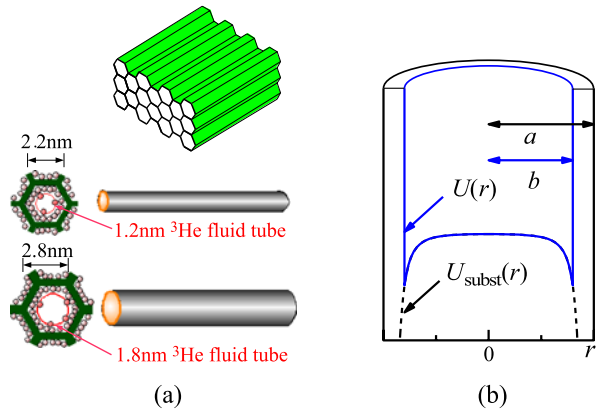 2.2nm
1.2nm ³He fluid tube
2.8nm
1.8nm ³He fluid tube
(a)
a
b
U(r)
U_subst(r)
0
r
(b)